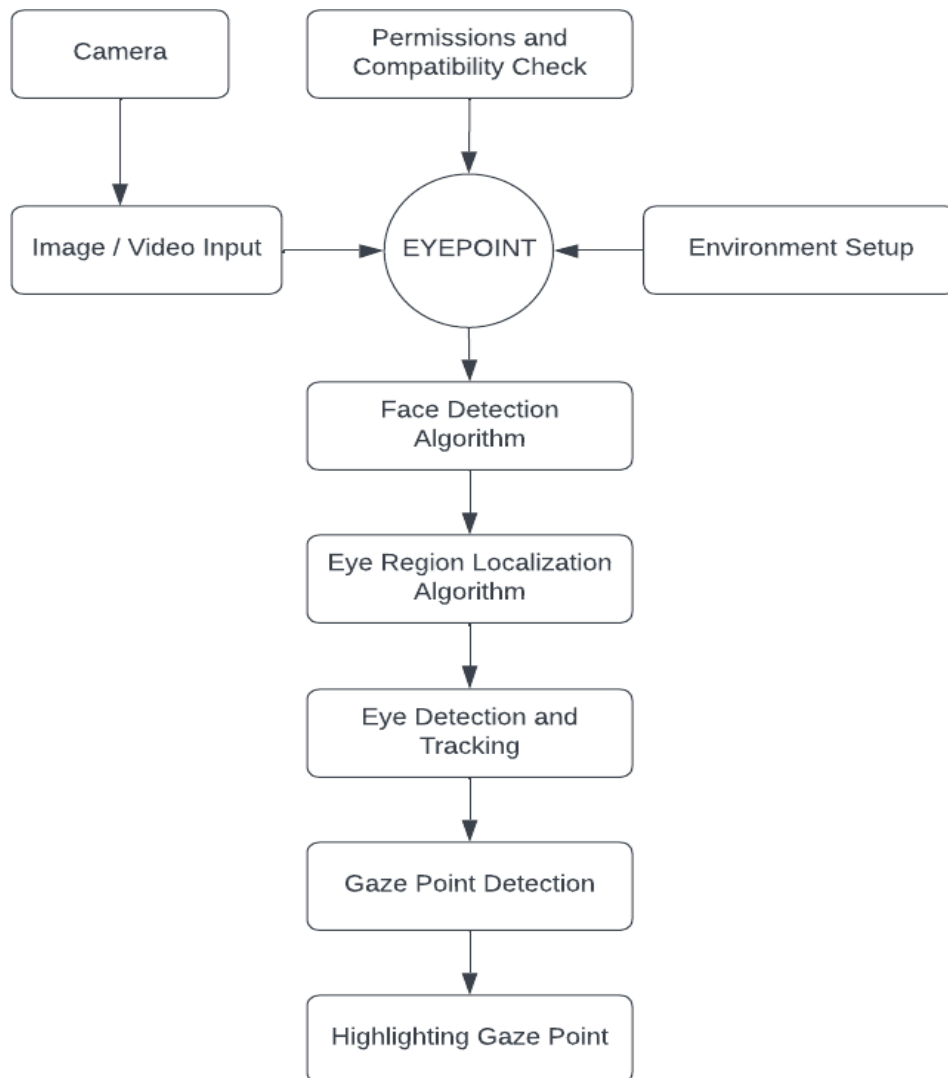 Camera
Permissions and
Compatibility Check
Image / Video Input
EYEPOINT
Environment Setup
Face Detection
Algorithm
Eye Region Localization
Algorithm
Eye Detection and
Tracking
Gaze Point Detection
Highlighting Gaze Point